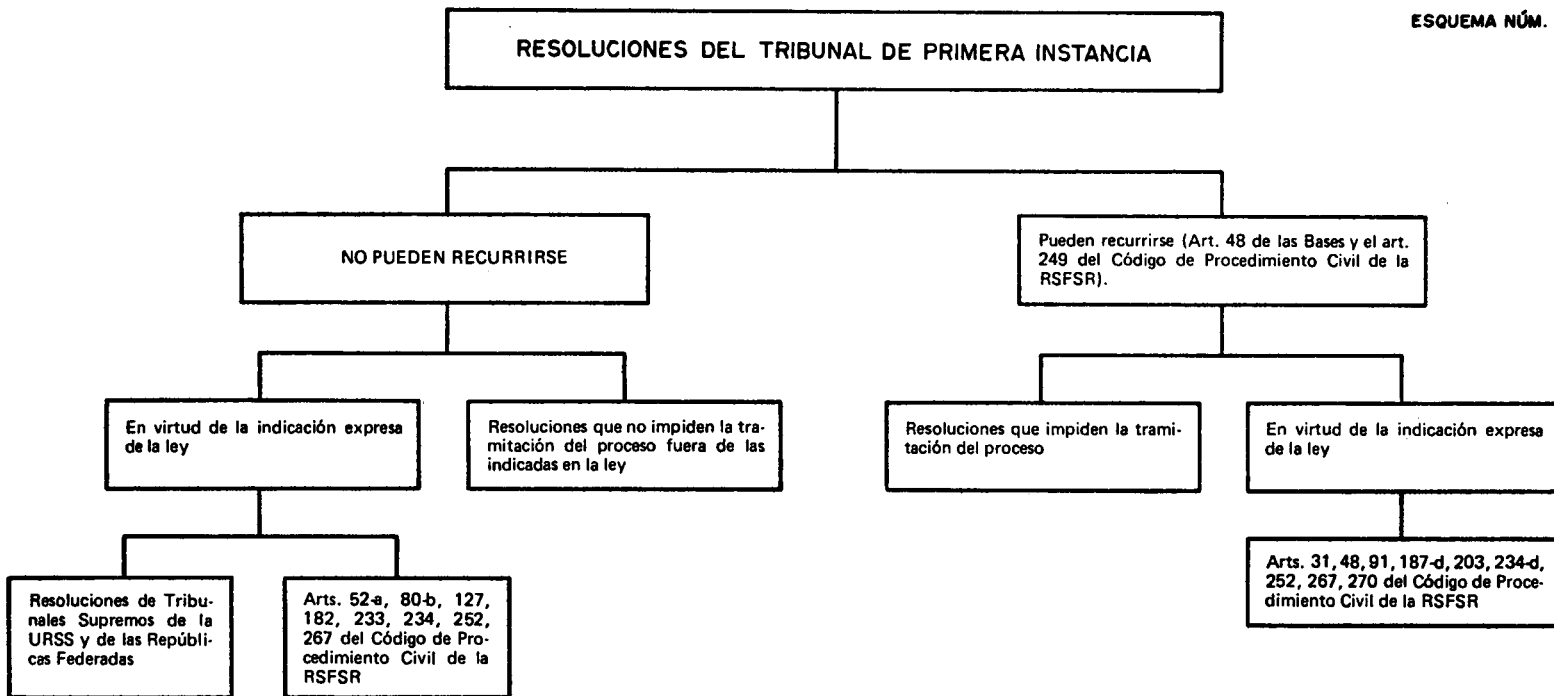 ESQUEMA NÚM.
RESOLUCIONES DEL TRIBUNAL DE PRIMERA INSTANCIA
NO PUEDEN RECURRIRSE
Pueden recurrirse (Art. 48 de las Bases y el art.
249 del Código de Procedimiento Civil de la
RSFSR).
En virtud de la indicación expresa
de la ley
Resoluciones que no impiden la tra-
mitación del proceso fuera de las
indicadas en la ley
Resoluciones que impiden la trami-
tación del proceso
En virtud de la indicación expresa
de la ley
Resoluciones de Tribu-
nales Supremos de la
URSS y de las Repúbli-
cas Federadas
Arts. 52-a, 80-b, 127,
182, 233, 234, 252,
267 del Código de Pro-
cedimiento Civil de la
RSFSR
Arts. 31, 48, 91, 187-d, 203, 234-d,
252, 267, 270 del Código de Proce-
dimiento Civil de la RSFSR